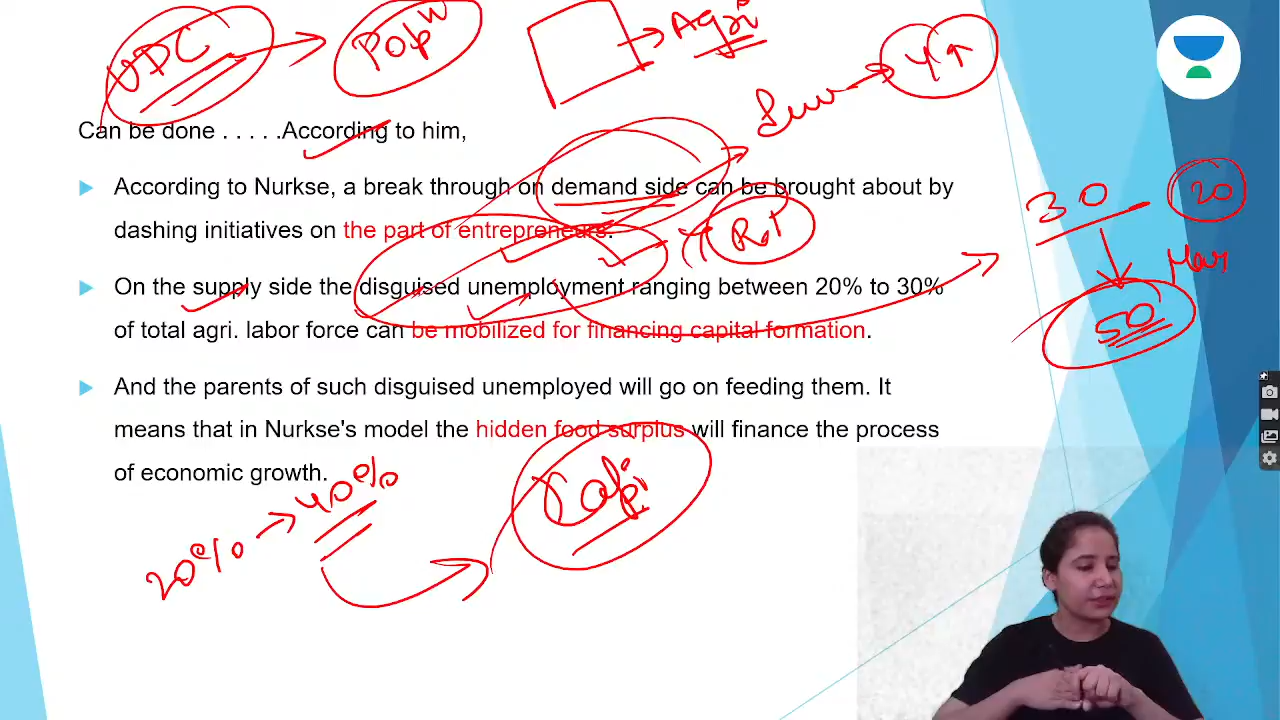 UDC
Popn
Agri
Inv
Y↑
Can be done . . . . .According to him,
According to Nurkse, a break through on demand side can be brought about by
dashing initiatives on the part of entrepreneurs.
30
20
On the supply side the disguised unemployment ranging between 20% to 30%
of total agri. labor force can be mobilized for financing capital formation.
50
And the parents of such disguised unemployed will go on feeding them. It
means that in Nurkse's model the hidden food surplus will finance the process
of economic growth.
20%
40%